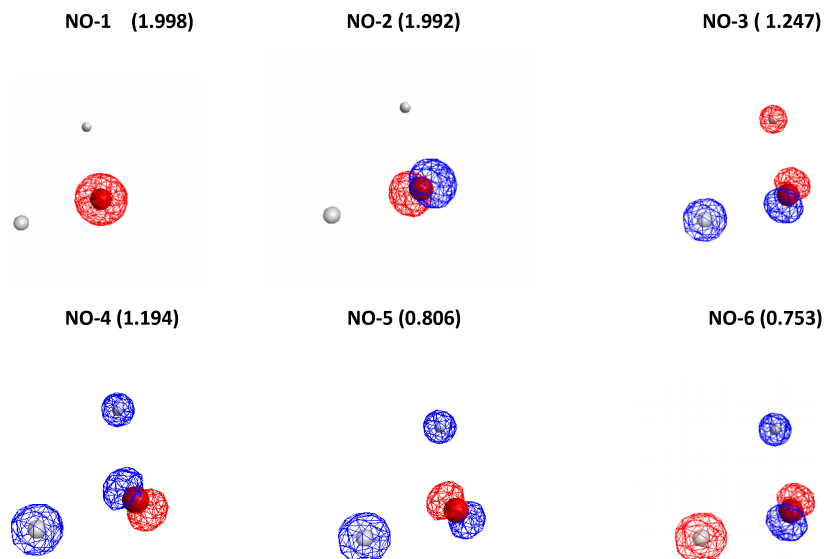 NO-1 (1.998)
NO-2 (1.992)
NO-3 ( 1.247)
NO-4 (1.194)
NO-5 (0.806)
NO-6 (0.753)